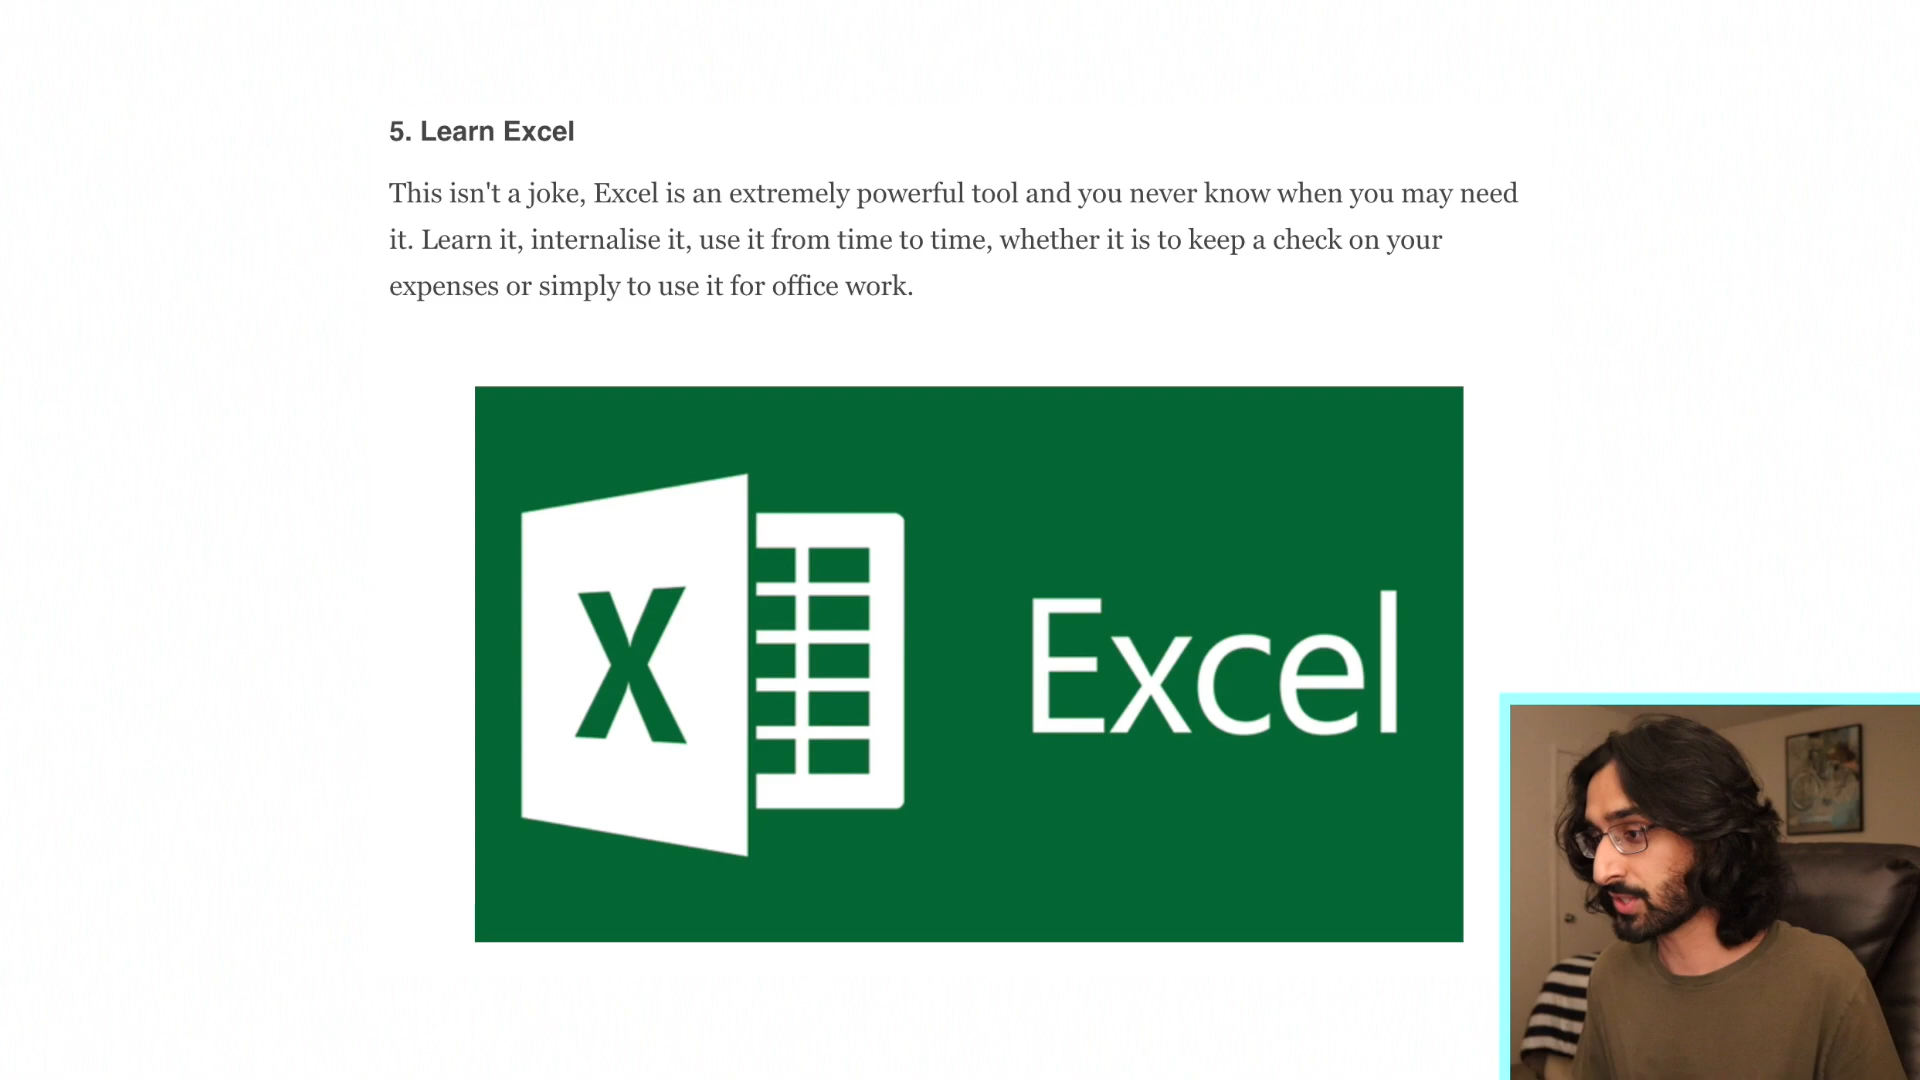 5. Learn Excel
This isn't a joke, Excel is an extremely powerful tool and you never know when you may need
it. Learn it, internalise it, use it from time to time, whether it is to keep a check on your
expenses or simply to use it for office work.
X
Excel